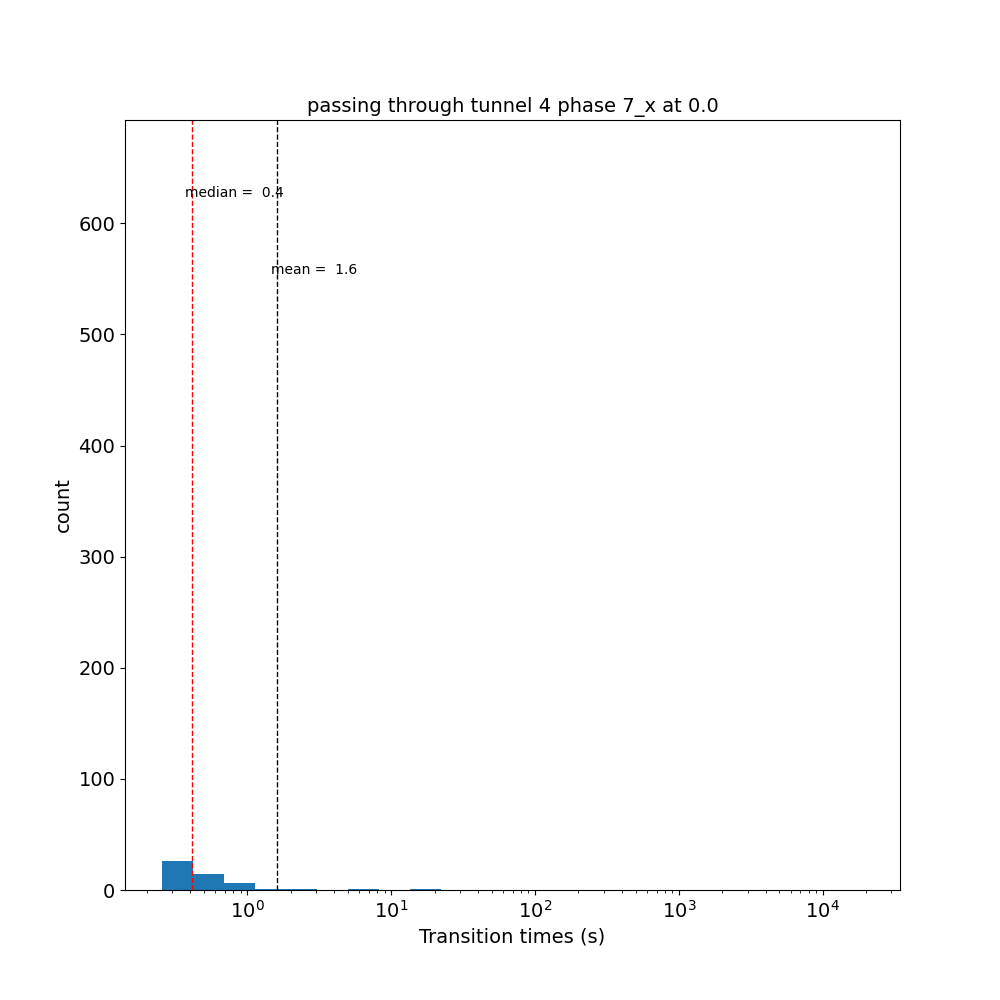 passing through tunnel 4 phase 7_x at 0.0
median =  0.4
mean =  1.6
600
500
400
300
200
100
0
count
10⁰ 10¹ 10² 10³ 10⁴
Transition times (s)